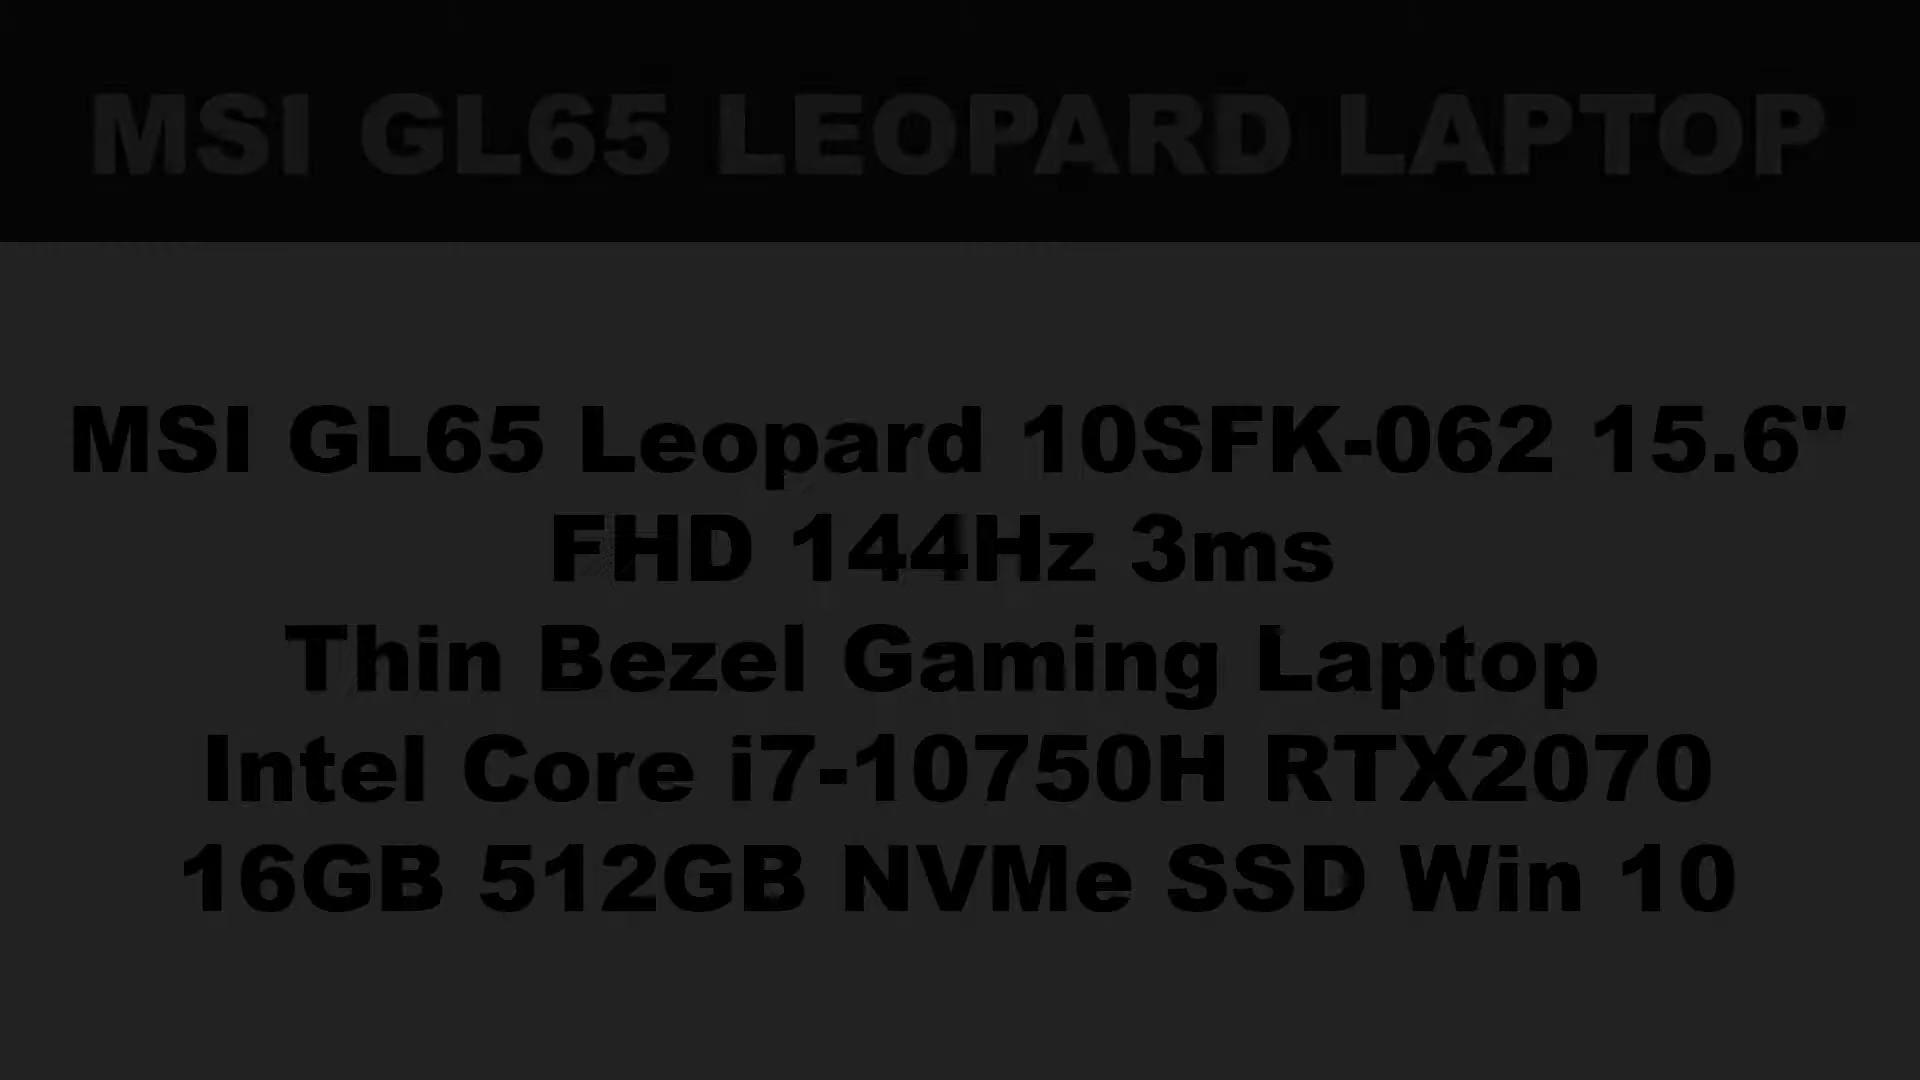 MSI GL65 LEOPARD LAPTOP
MSI GL65 Leopard 10SFK-062 15.6"
FHD 144Hz 3ms
Thin Bezel Gaming Laptop
Intel Core i7-10750H RTX2070
16GB 512GB NVMe SSD Win 10